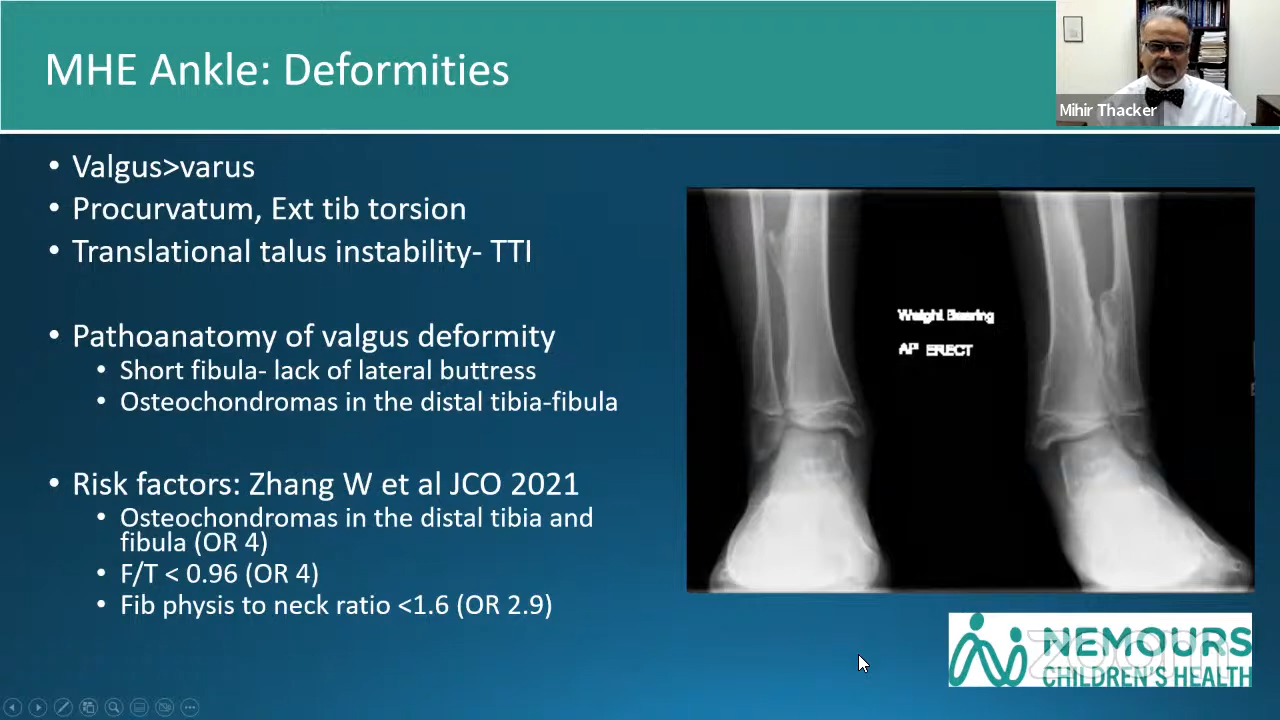 MHE Ankle: Deformities
Mihir Thacker
• Valgus>varus
• Procurvatum, Ext tib torsion
• Translational talus instability- TTI
• Pathoanatomy of valgus deformity
• Short fibula- lack of lateral buttress
• Osteochondromas in the distal tibia-fibula
• Risk factors: Zhang W et al JCO 2021
• Osteochondromas in the distal tibia and
fibula (OR 4)
• F/T < 0.96 (OR 4)
• Fib physis to neck ratio <1.6 (OR 2.9)
Weight Bearing
AP ERECT
NEMOURS
zoom
CHILDREN'S HEALTH